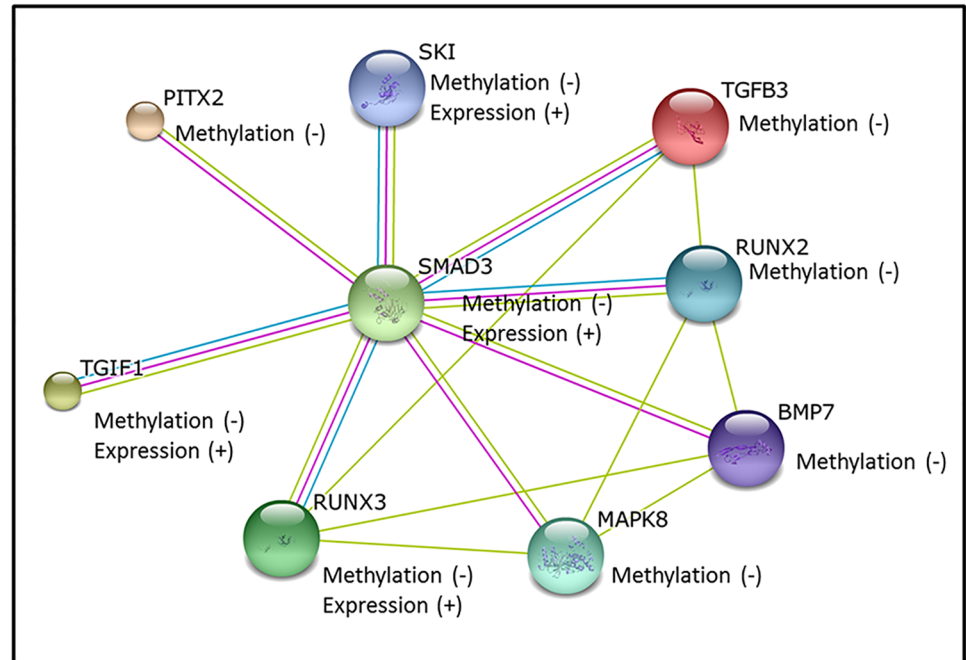 SKI
Methylation (-)
Expression (+)
PITX2
Methylation (-)
TGFB3
Methylation (-)
RUNX2
Methylation (-)
SMAD3
Methylation (-)
Expression (+)
TGIF1
Methylation (-)
Expression (+)
BMP7
Methylation (-)
RUNX3
Methylation (-)
Expression (+)
MAPK8
Methylation (-)